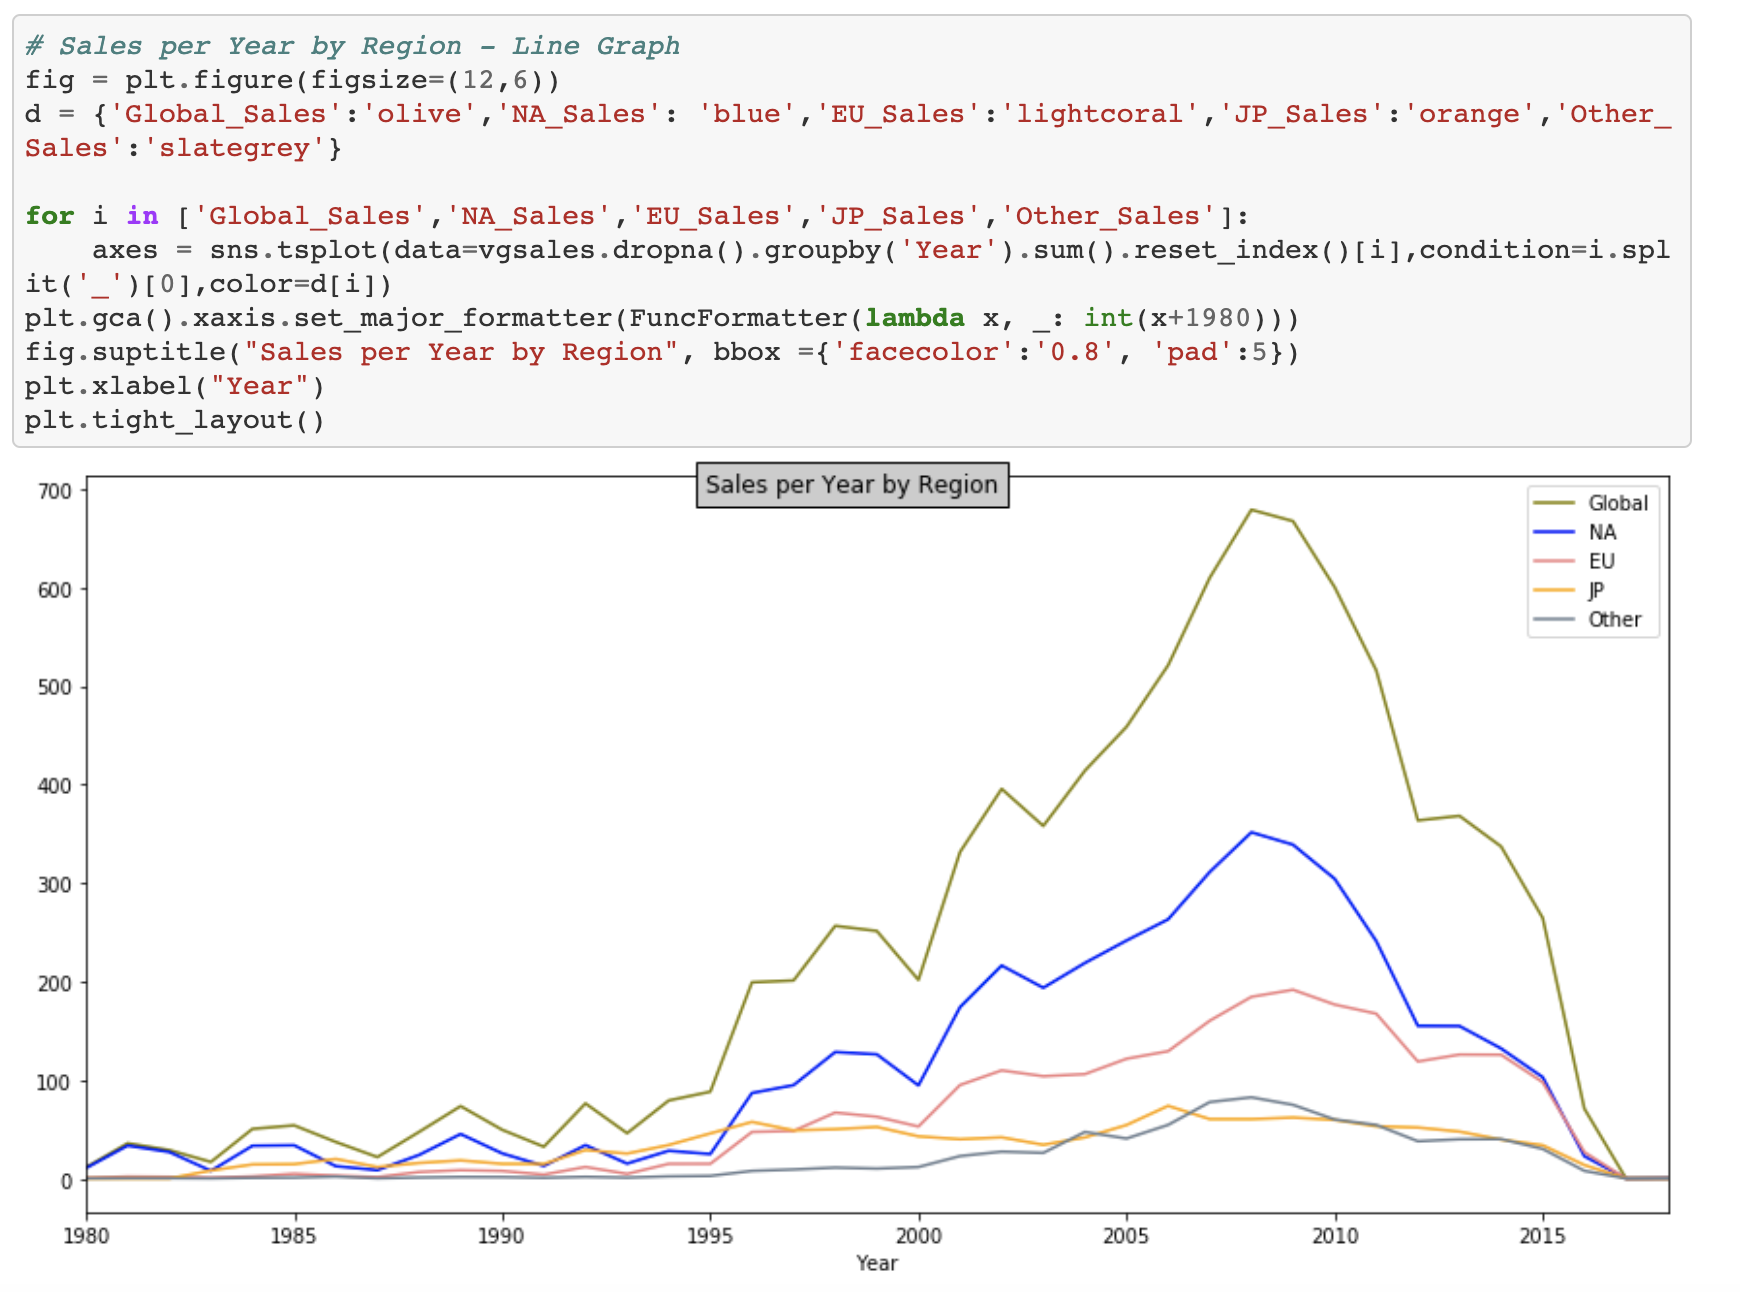 # Sales per Year by Region - Line Graph
fig = plt.figure(figsize=(12,6))
d = {'Global_Sales':'olive','NA_Sales': 'blue','EU_Sales':'lightcoral','JP_Sales':'orange','Other_
Sales':'slategrey'}
for i in ['Global_Sales','NA_Sales','EU_Sales','JP_Sales','Other_Sales']:
    axes = sns.tsplot(data=vgsales.dropna().groupby('Year').sum().reset_index()[i],condition=i.spl
it('_')[0],color=d[i])
plt.gca().xaxis.set_major_formatter(FuncFormatter(lambda x, _: int(x+1980)))
fig.suptitle("Sales per Year by Region", bbox ={'facecolor':'0.8', 'pad':5})
plt.xlabel("Year")
plt.tight_layout()
Sales per Year by Region
700
600
500
400
300
200
100
0
Global
NA
EU
JP
Other
1980 1985 1990 1995 2000 2005 2010 2015
Year